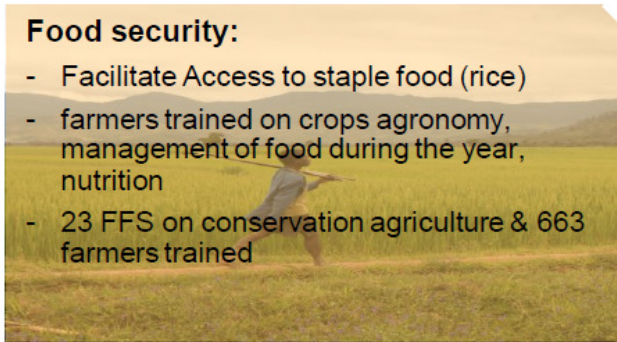 Food security:
- Facilitate Access to staple food (rice)
- farmers trained on crops agronomy,
management of food during the year,
nutrition
- 23 FFS on conservation agriculture & 663
farmers trained